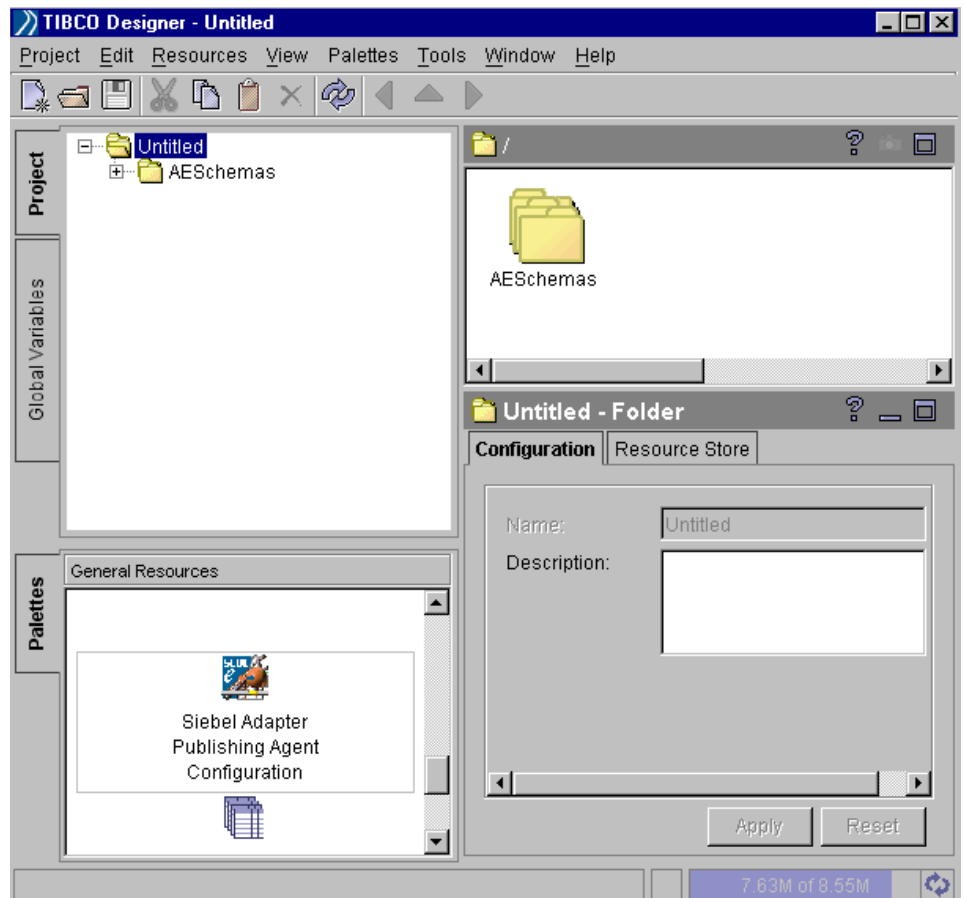 TIBCO Designer - Untitled
Project Edit Resources View Palettes Tools Window Help
Project
Global Variables
Untitled
AESchemas
/
AESchemas
Untitled - Folder
Configuration Resource Store
Name: Untitled
Description:
Apply Reset
Palettes
General Resources
Siebel Adapter
Publishing Agent
Configuration
7.63M of 8.55M